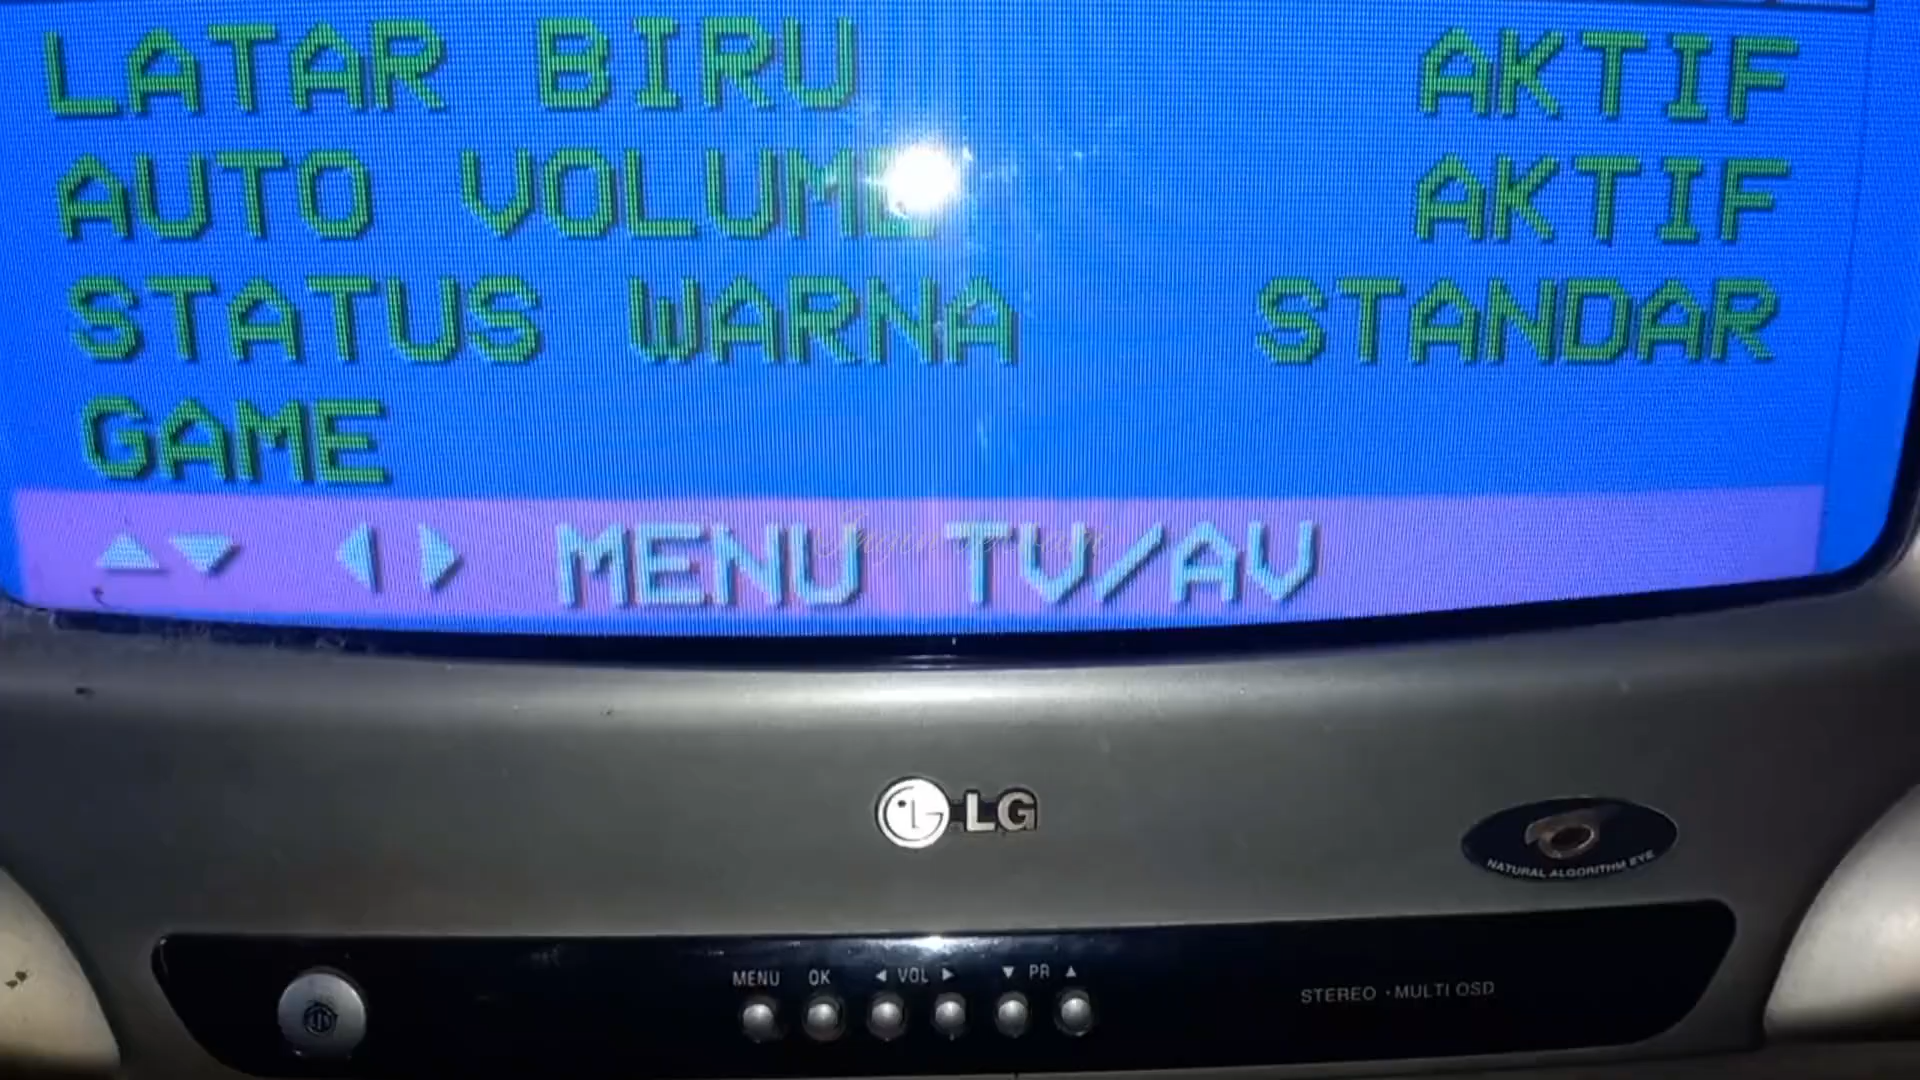 LATAR BIRU AKTIF
AUTO VOLUME AKTIF
STATUS WARNA STANDAR
GAME
▲▼ ◀ ▶ MENU TV/AV
LG
NATURAL ALGORITHM EYE
MENU OK ◀ VOL ▶ ▼ PR ▲
STEREO · MULTI OSD